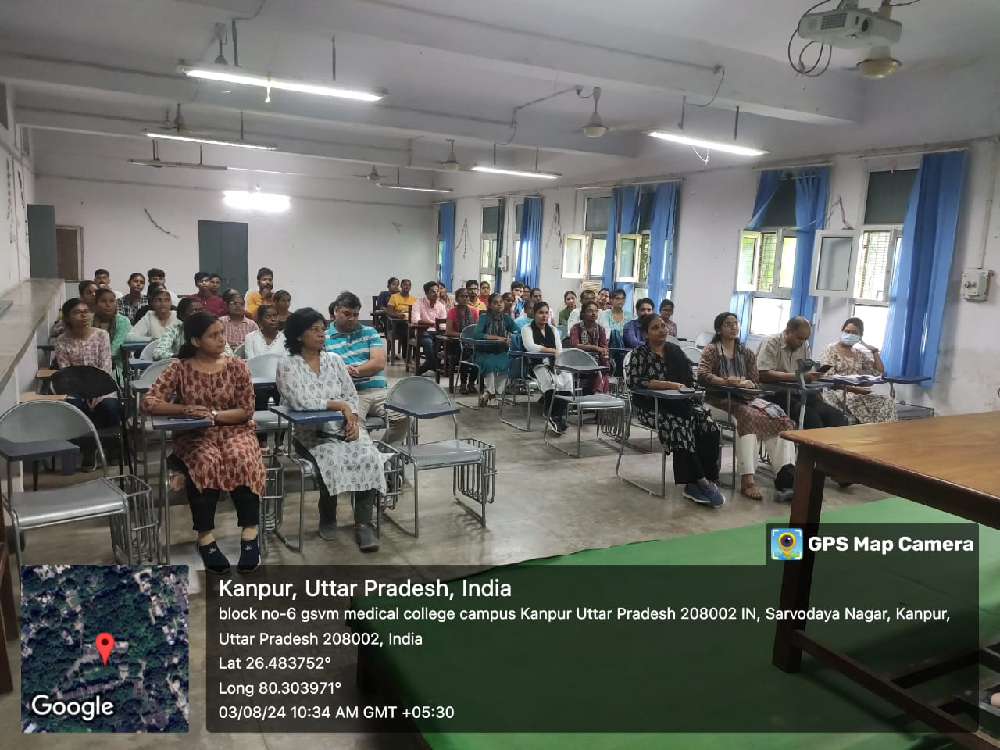 GPS Map Camera
Kanpur, Uttar Pradesh, India
block no-6 gsvm medical college campus Kanpur Uttar Pradesh 208002 IN, Sarvodaya Nagar, Kanpur,
Uttar Pradesh 208002, India
Lat 26.483752°
Long 80.303971°
03/08/24 10:34 AM GMT +05:30
Google